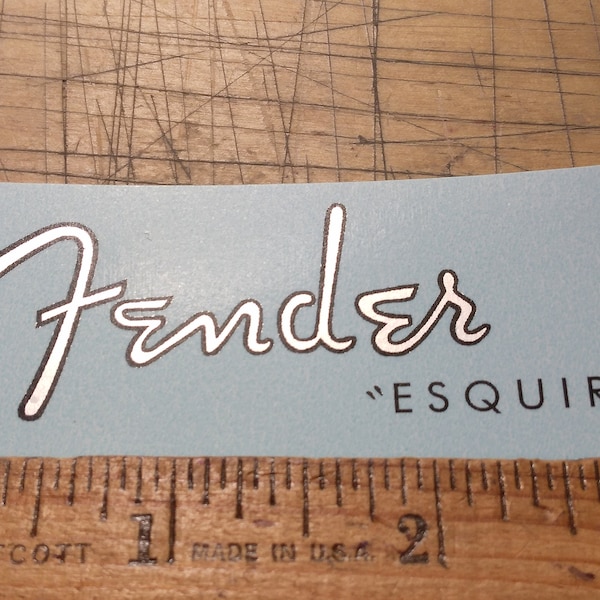 Fender
"ESQUIR
COTT 1 MADE IN U.S.A. 2